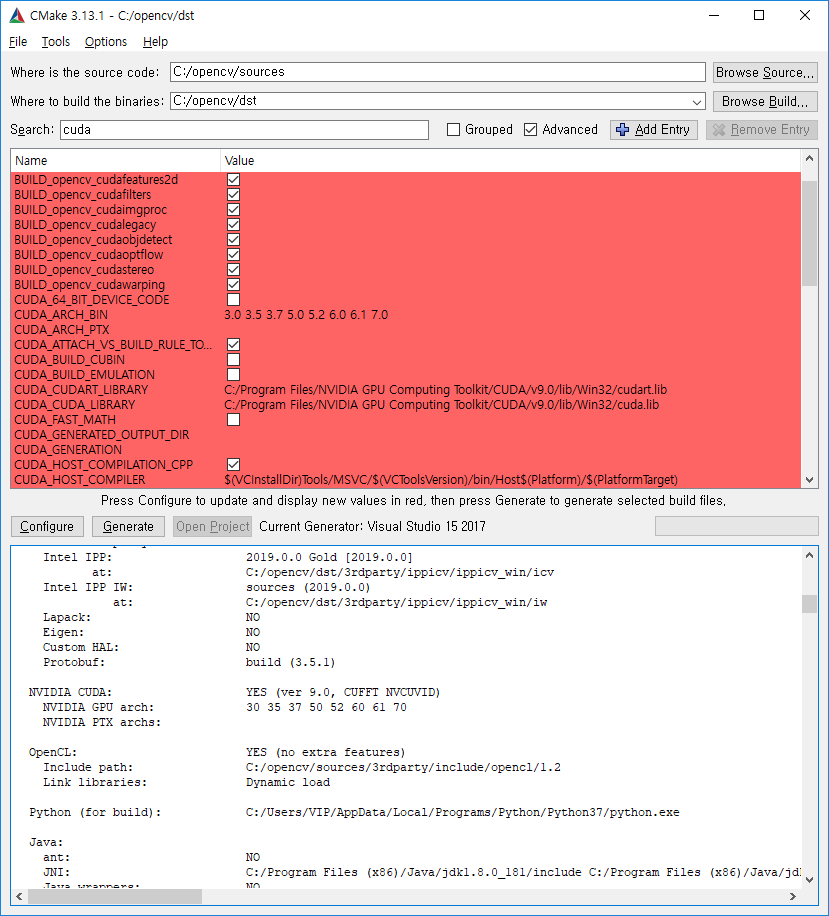 CMake 3.13.1 - C:/opencv/dst
File Tools Options Help
Where is the source code: C:/opencv/sources Browse Source...
Where to build the binaries: C:/opencv/dst Browse Build...
Search: cuda Grouped Advanced Add Entry Remove Entry
Name Value
BUILD_opencv_cudafeatures2d
BUILD_opencv_cudafilters
BUILD_opencv_cudaimgproc
BUILD_opencv_cudalegacy
BUILD_opencv_cudaobjdetect
BUILD_opencv_cudaoptflow
BUILD_opencv_cudastereo
BUILD_opencv_cudawarping
CUDA_64_BIT_DEVICE_CODE
CUDA_ARCH_BIN 3.0 3.5 3.7 5.0 5.2 6.0 6.1 7.0
CUDA_ARCH_PTX
CUDA_ATTACH_VS_BUILD_RULE_TO...
CUDA_BUILD_CUBIN
CUDA_BUILD_EMULATION
CUDA_CUDART_LIBRARY C:/Program Files/NVIDIA GPU Computing Toolkit/CUDA/v9.0/lib/Win32/cudart.lib
CUDA_CUDA_LIBRARY C:/Program Files/NVIDIA GPU Computing Toolkit/CUDA/v9.0/lib/Win32/cuda.lib
CUDA_FAST_MATH
CUDA_GENERATED_OUTPUT_DIR
CUDA_GENERATION
CUDA_HOST_COMPILATION_CPP
CUDA_HOST_COMPILER $(VCInstallDir)Tools/MSVC/$(VCToolsVersion)/bin/Host$(Platform)/$(PlatformTarget)
Press Configure to update and display new values in red, then press Generate to generate selected build files.
Configure Generate Open Project Current Generator: Visual Studio 15 2017
Intel IPP: 2019.0.0 Gold [2019.0.0]
at: C:/opencv/dst/3rdparty/ippicv/ippicv_win/icv
Intel IPP IW: sources (2019.0.0)
at: C:/opencv/dst/3rdparty/ippicv/ippicv_win/iw
Lapack: NO
Eigen: NO
Custom HAL: NO
Protobuf: build (3.5.1)
NVIDIA CUDA: YES (ver 9.0, CUFFT NVCUVID)
NVIDIA GPU arch: 30 35 37 50 52 60 61 70
NVIDIA PTX archs:
OpenCL: YES (no extra features)
Include path: C:/opencv/sources/3rdparty/include/opencl/1.2
Link libraries: Dynamic load
Python (for build): C:/Users/VIP/AppData/Local/Programs/Python/Python37/python.exe
Java:
ant: NO
JNI: C:/Program Files (x86)/Java/jdk1.8.0_181/include C:/Program Files (x86)/Java/jd
Java wrappers: NO